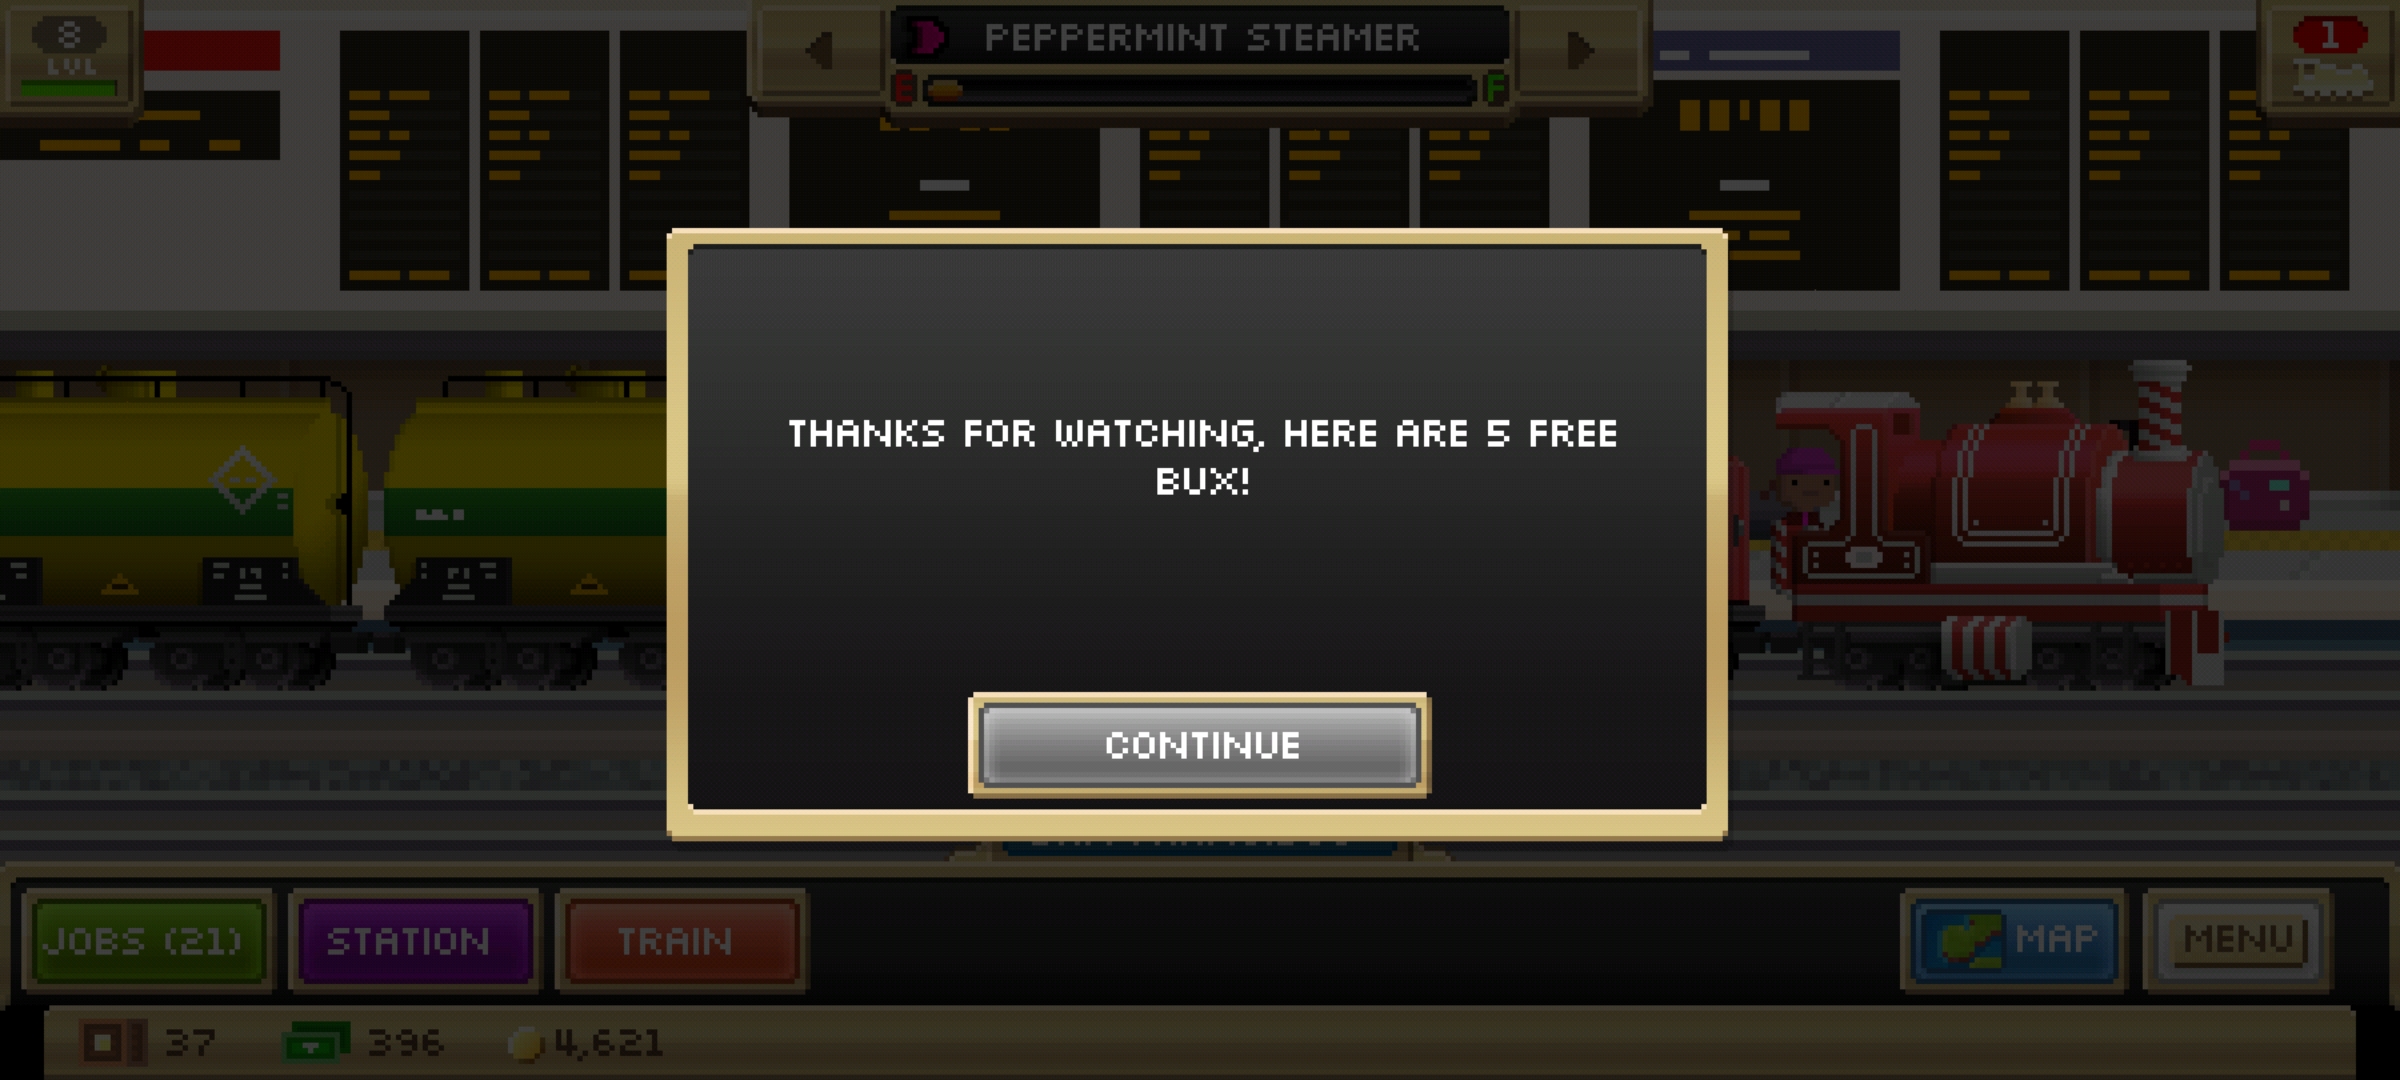 8
LVL
PEPPERMINT STEAMER
E
F
1
THANKS FOR WATCHING, HERE ARE 5 FREE
BUX!
CONTINUE
JOBS (21)
STATION
TRAIN
MAP
MENU
37
396
4,621